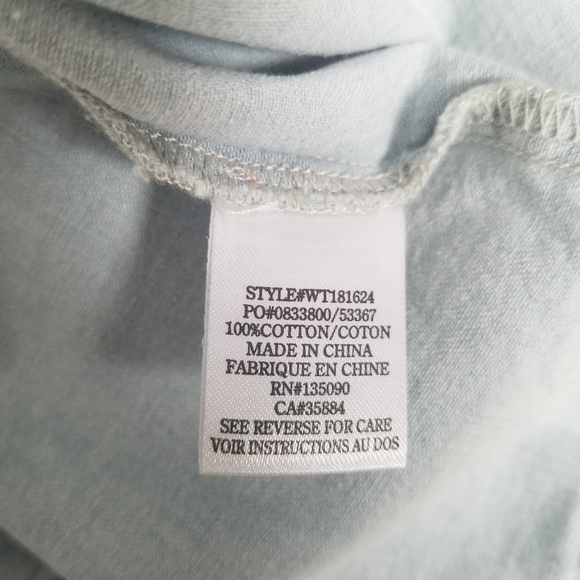 STYLE#WT181624
PO#0833800/53367
100%COTTON/COTON
MADE IN CHINA
FABRIQUE EN CHINE
RN#135090
CA#35884
SEE REVERSE FOR CARE
VOIR INSTRUCTIONS AU DOS